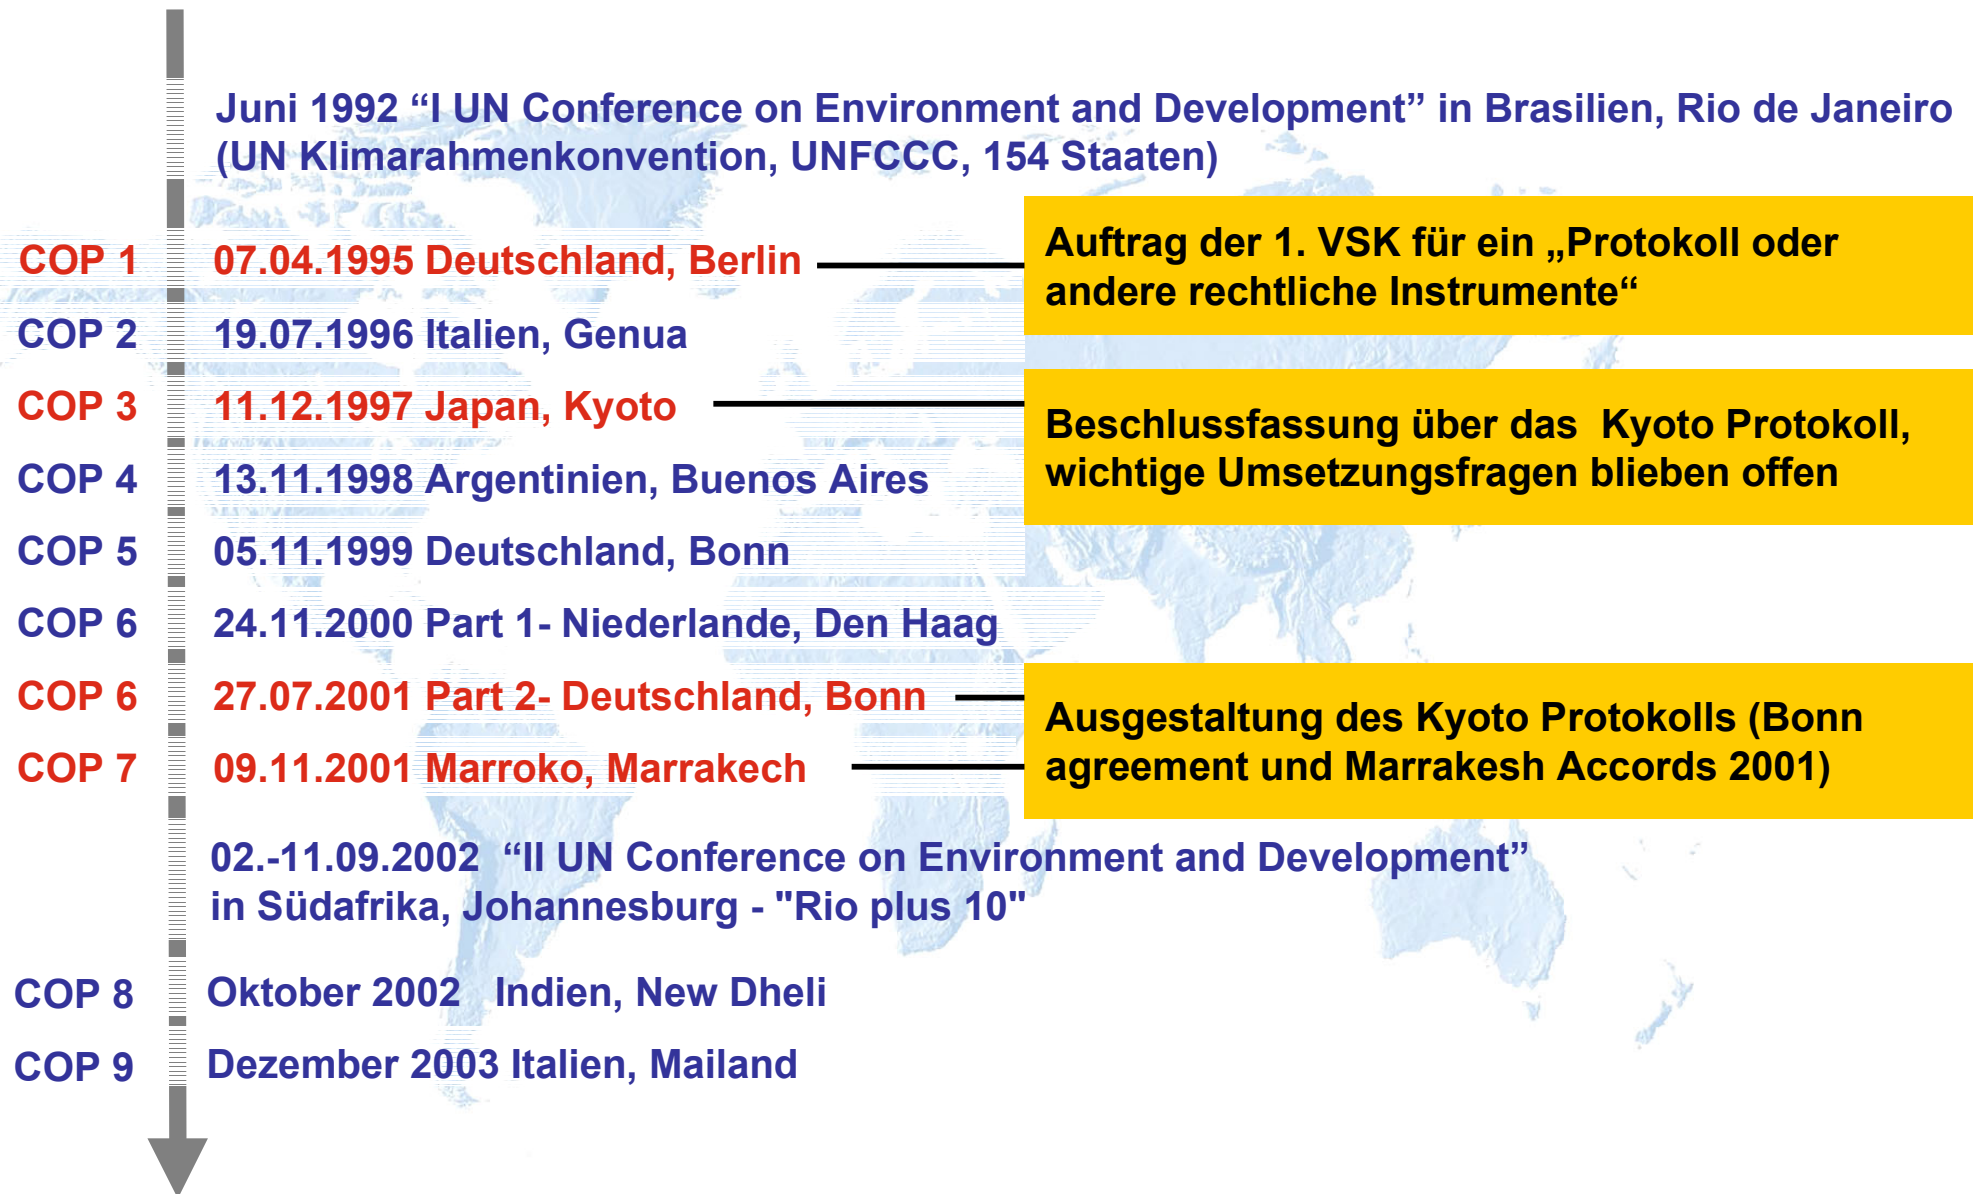 Juni 1992 “I UN Conference on Environment and Development” in Brasilien, Rio de Janeiro
(UN Klimarahmenkonvention, UNFCCC, 154 Staaten)
COP 1 07.04.1995 Deutschland, Berlin
Auftrag der 1. VSK für ein „Protokoll oder
andere rechtliche Instrumente“
COP 2 19.07.1996 Italien, Genua
COP 3 11.12.1997 Japan, Kyoto
Beschlussfassung über das Kyoto Protokoll,
wichtige Umsetzungsfragen blieben offen
COP 4 13.11.1998 Argentinien, Buenos Aires
COP 5 05.11.1999 Deutschland, Bonn
COP 6 24.11.2000 Part 1- Niederlande, Den Haag
COP 6 27.07.2001 Part 2- Deutschland, Bonn
COP 7 09.11.2001 Marroko, Marrakech
Ausgestaltung des Kyoto Protokolls (Bonn
agreement und Marrakesh Accords 2001)
02.-11.09.2002 “II UN Conference on Environment and Development”
in Südafrika, Johannesburg - "Rio plus 10"
COP 8 Oktober 2002 Indien, New Dheli
COP 9 Dezember 2003 Italien, Mailand